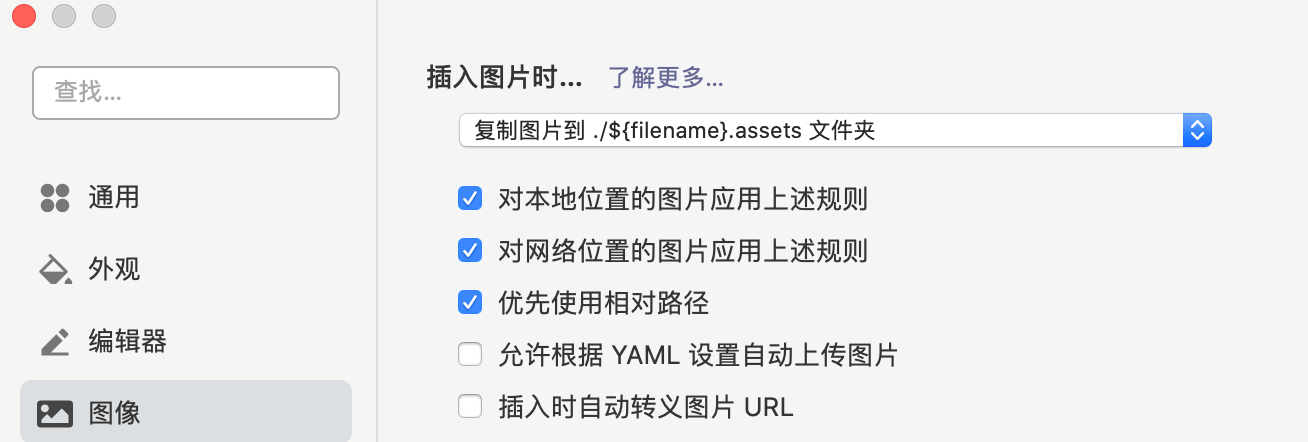 查找...
通用
外观
编辑器
图像
插入图片时... 了解更多...
复制图片到 ./${filename}.assets 文件夹
对本地位置的图片应用上述规则
对网络位置的图片应用上述规则
优先使用相对路径
允许根据 YAML 设置自动上传图片
插入时自动转义图片 URL